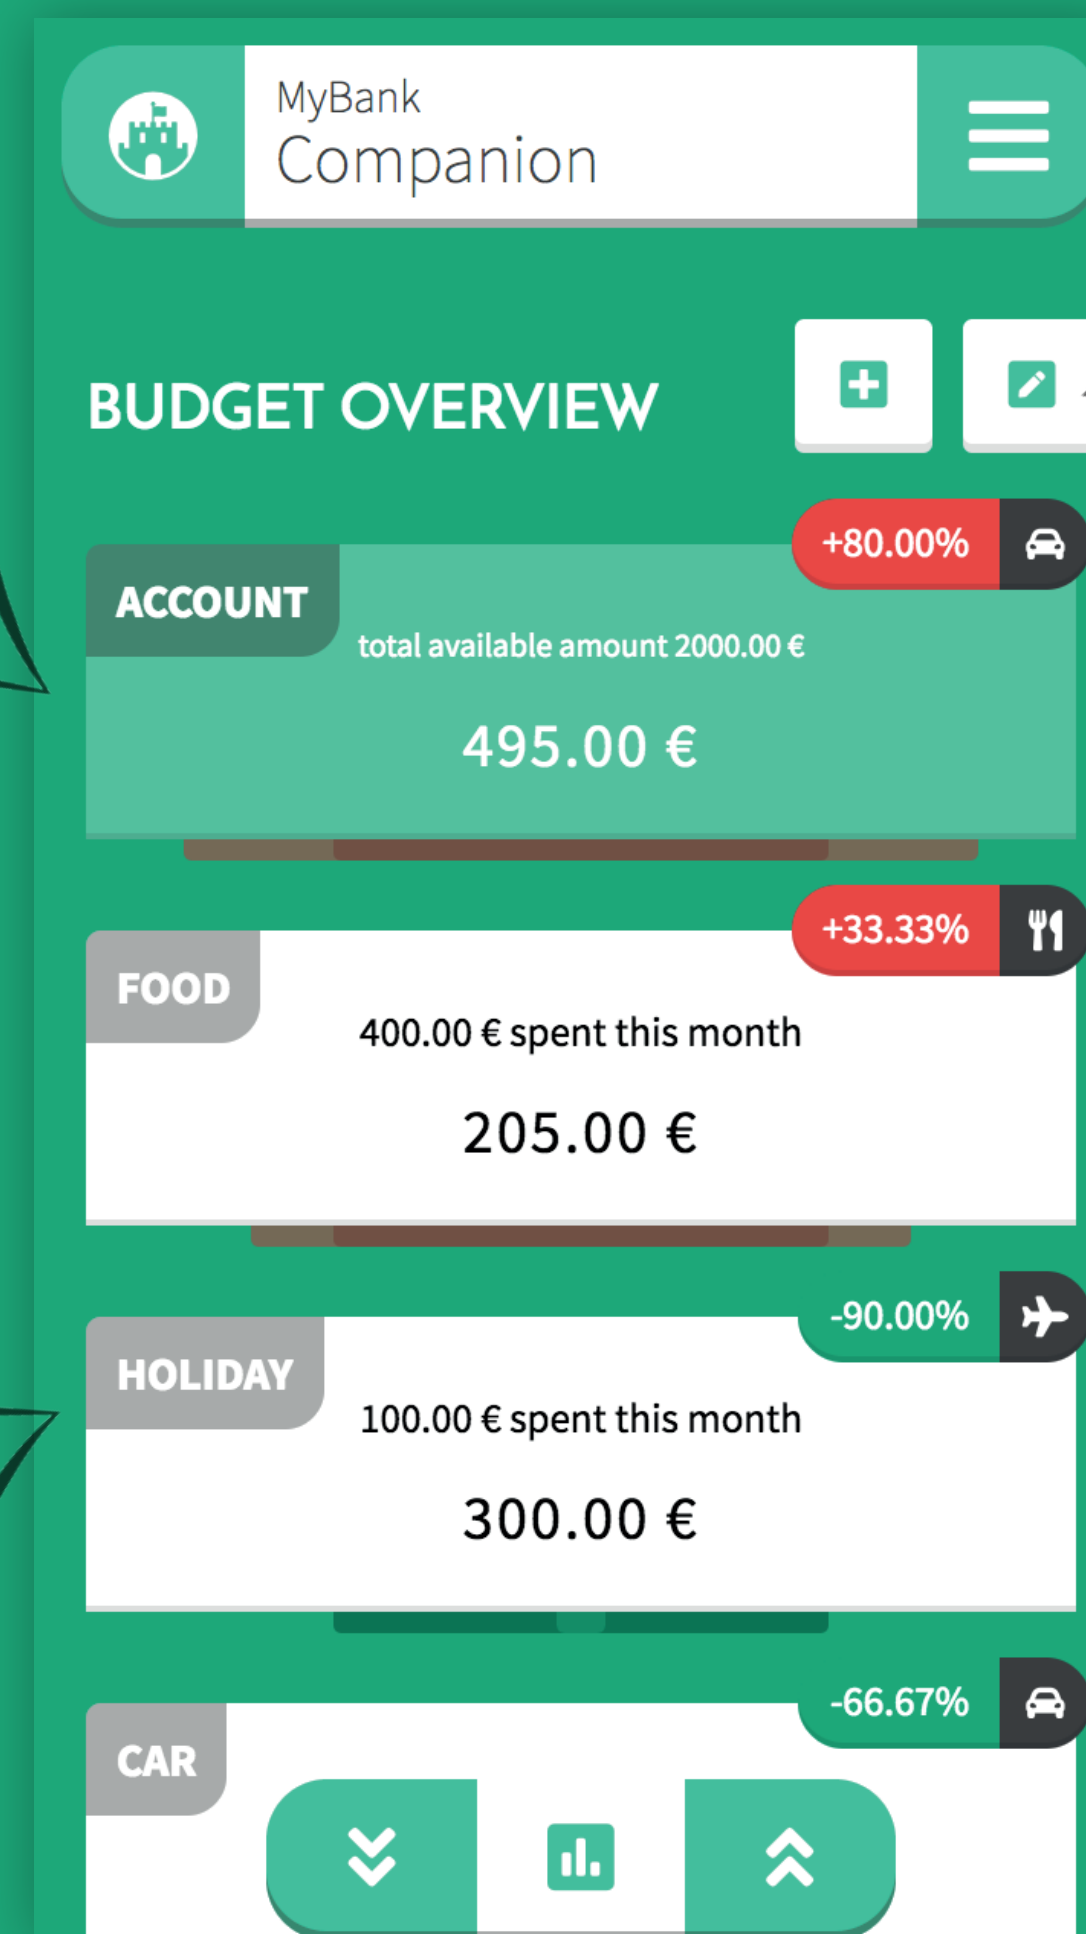 MyBank
Companion
BUDGET OVERVIEW
+80.00%
ACCOUNT
total available amount 2000.00 €
495.00 €
+33.33%
FOOD
400.00 € spent this month
205.00 €
-90.00%
HOLIDAY
100.00 € spent this month
300.00 €
-66.67%
CAR